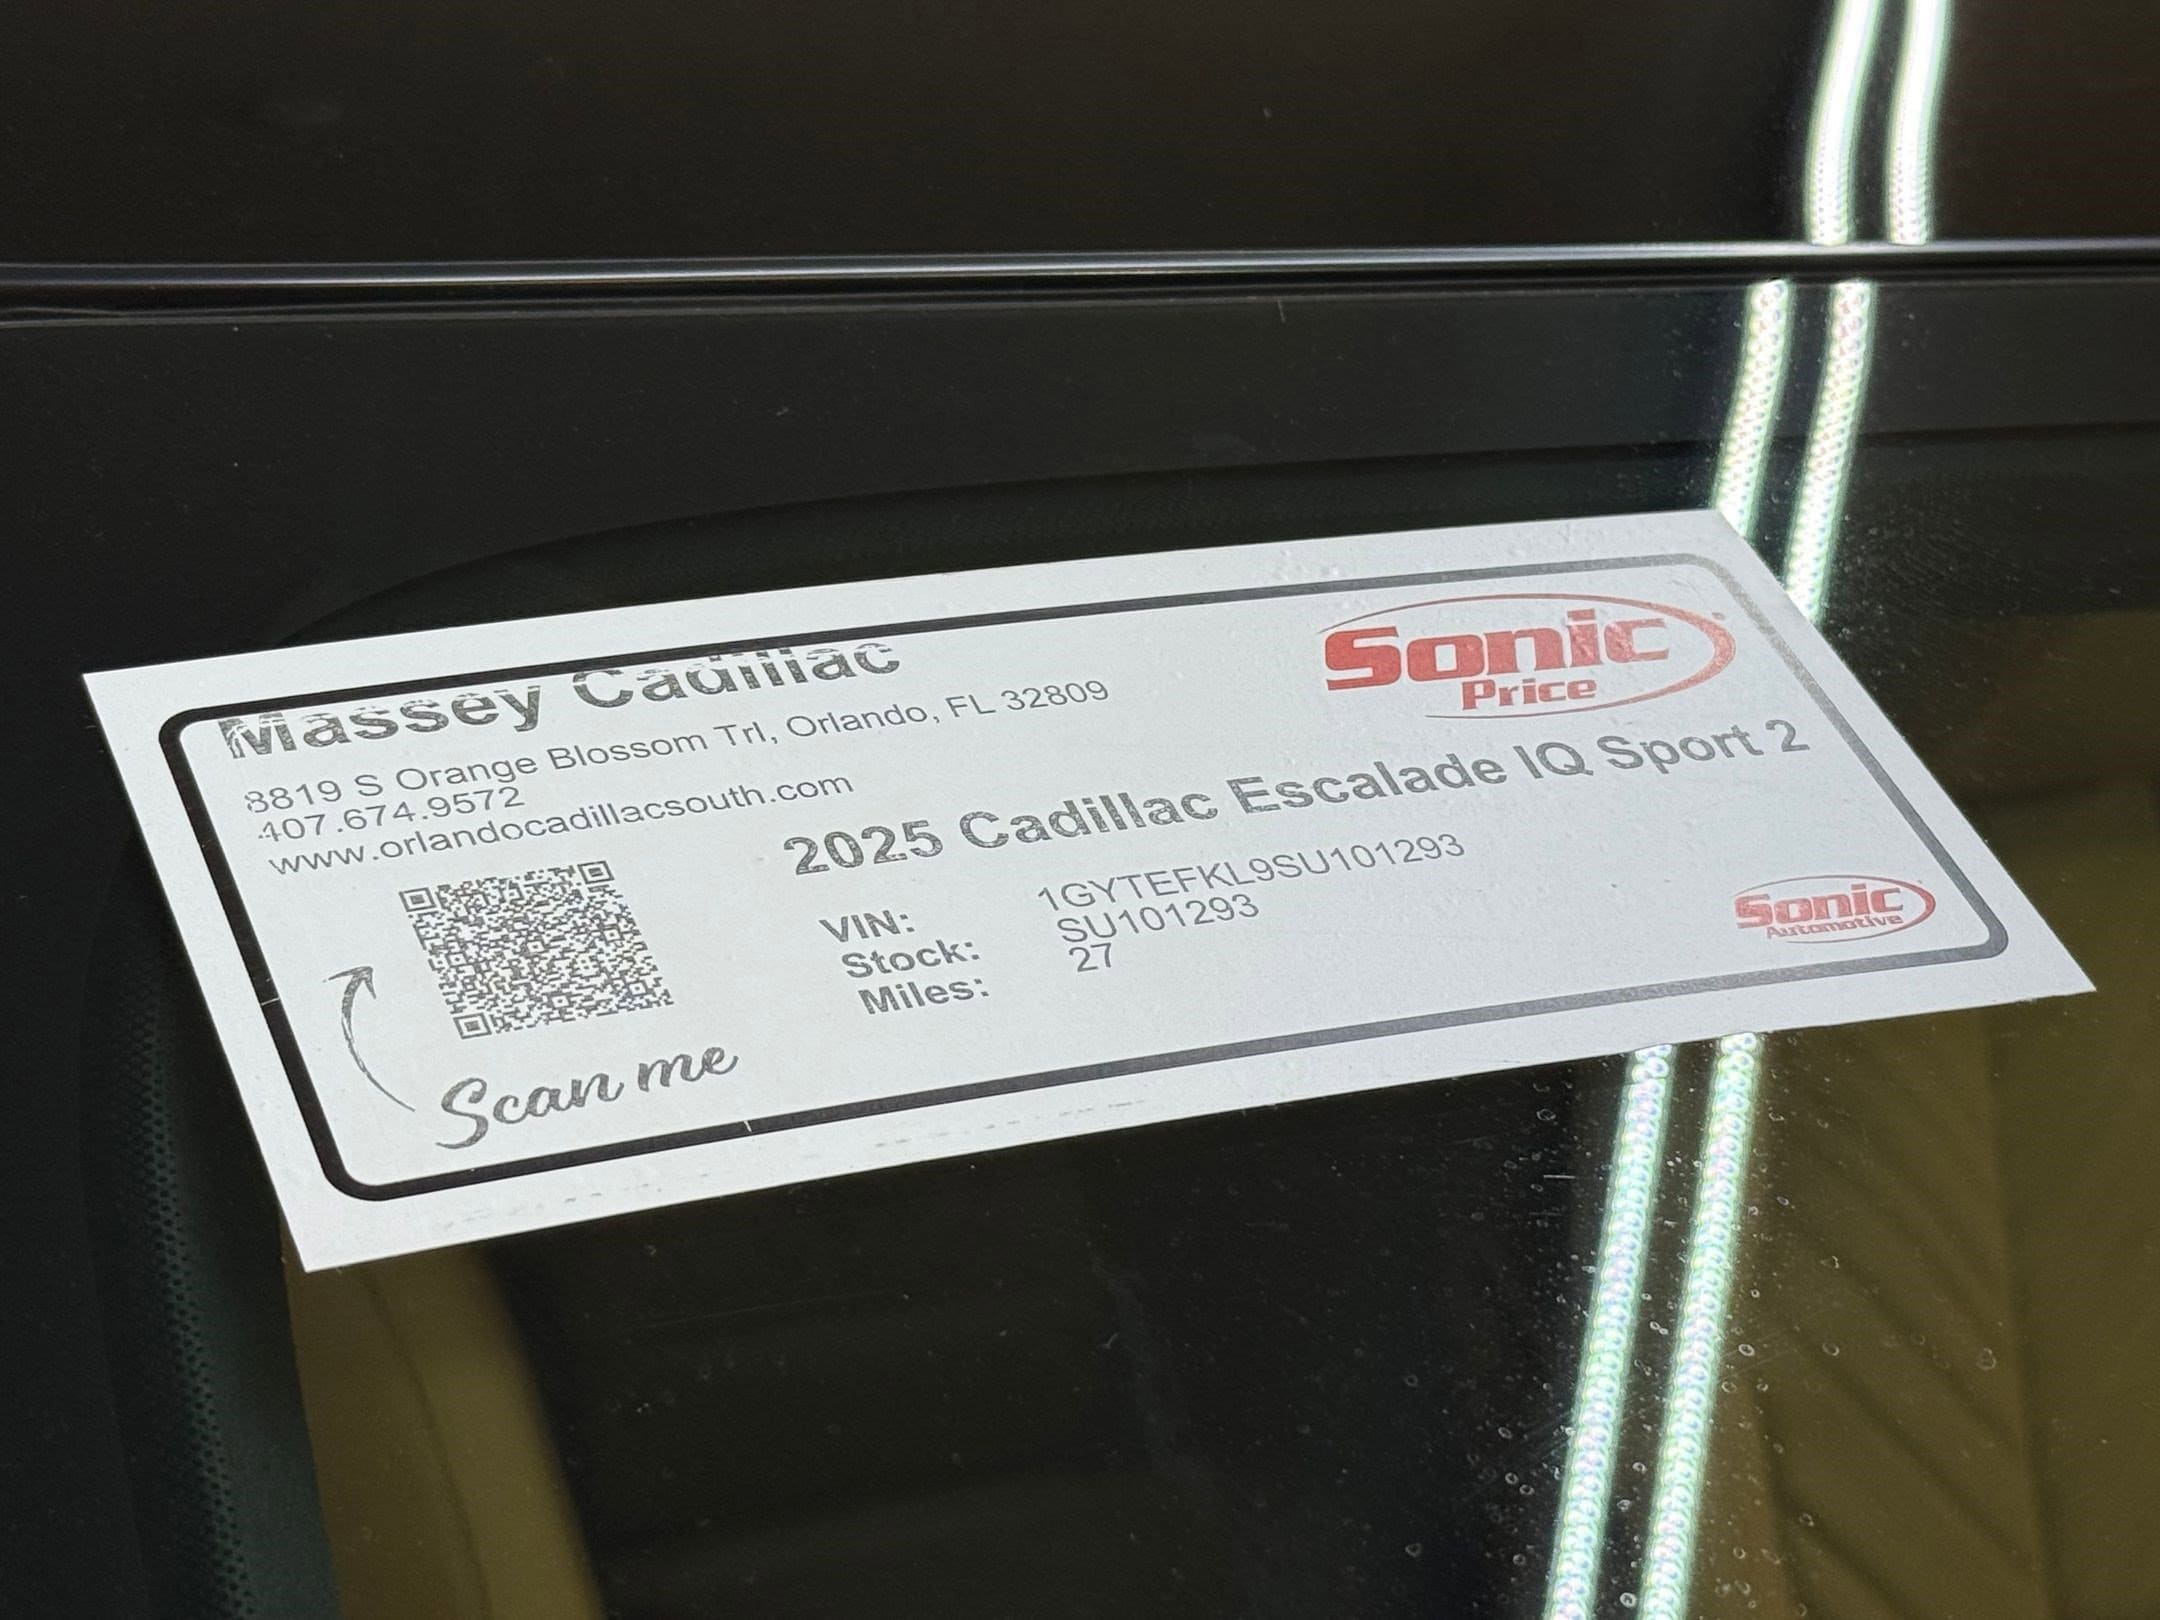 Massey Cadillac
8819 S Orange Blossom Trl, Orlando, FL 32809
407.674.9572
www.orlandocadillacsouth.com
Sonic
Price
2025 Cadillac Escalade IQ Sport 2
VIN: 1GYTEFKL9SU101293
Stock: SU101293
Miles: 27
Scan me
Sonic
Automotive